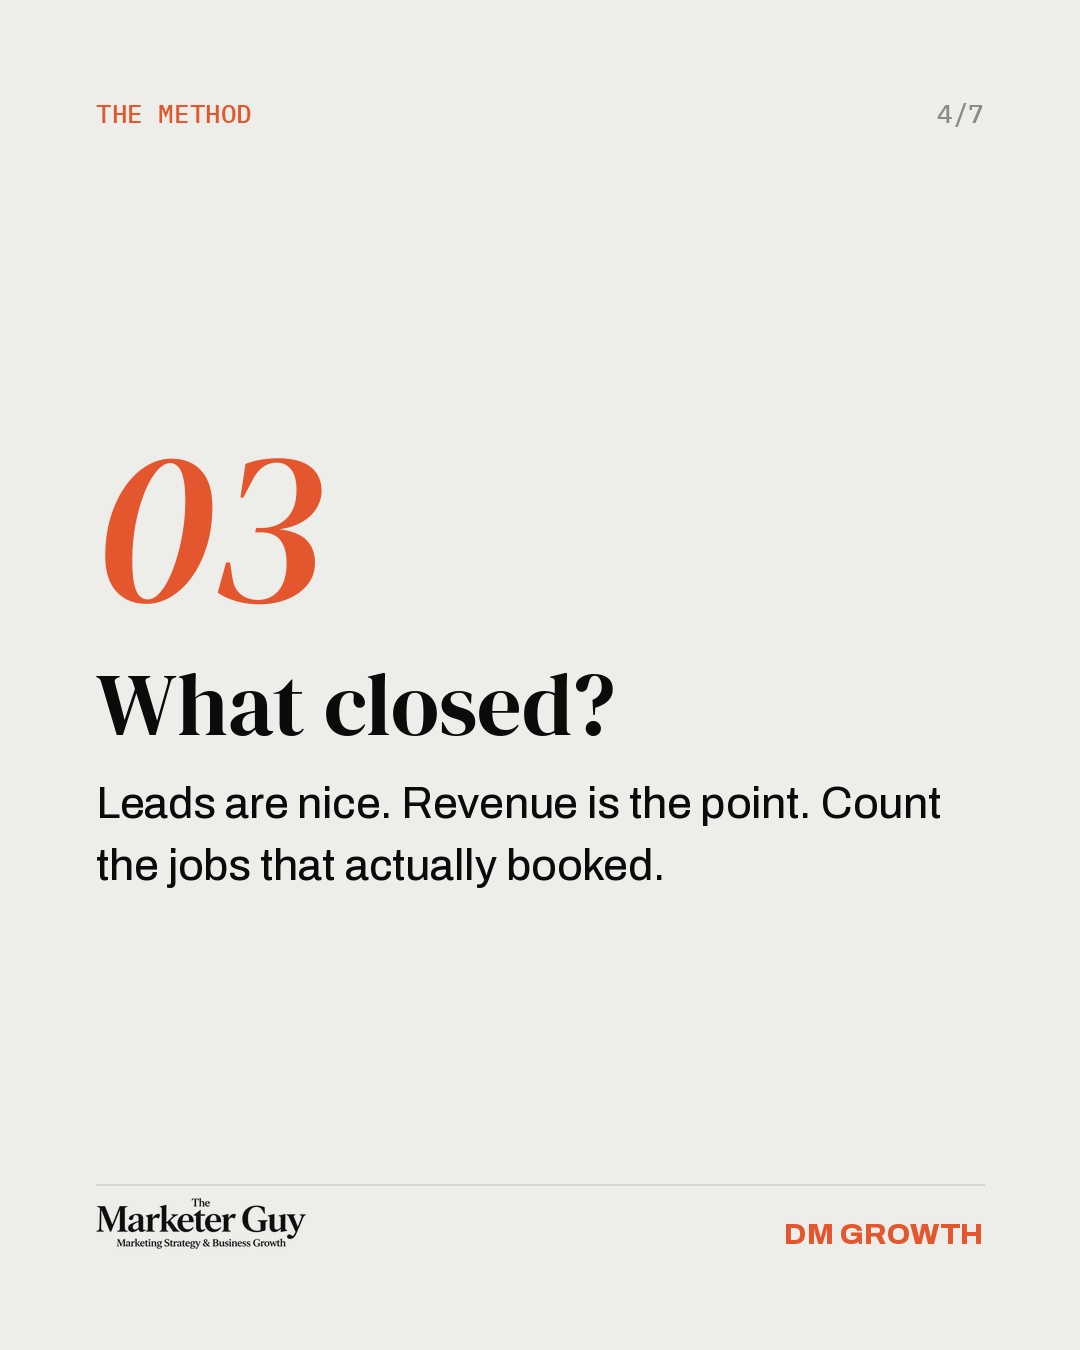 THE METHOD
4/7
03
What closed?
Leads are nice. Revenue is the point. Count
the jobs that actually booked.
The
Marketer Guy
Marketing Strategy & Business Growth
DM GROWTH